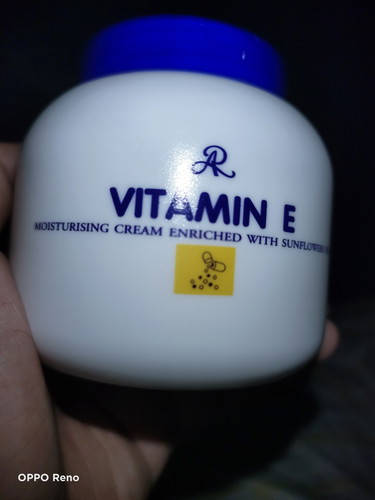 AR
VITAMIN E
MOISTURISING CREAM ENRICHED WITH SUNFLOWER
OPPO Reno